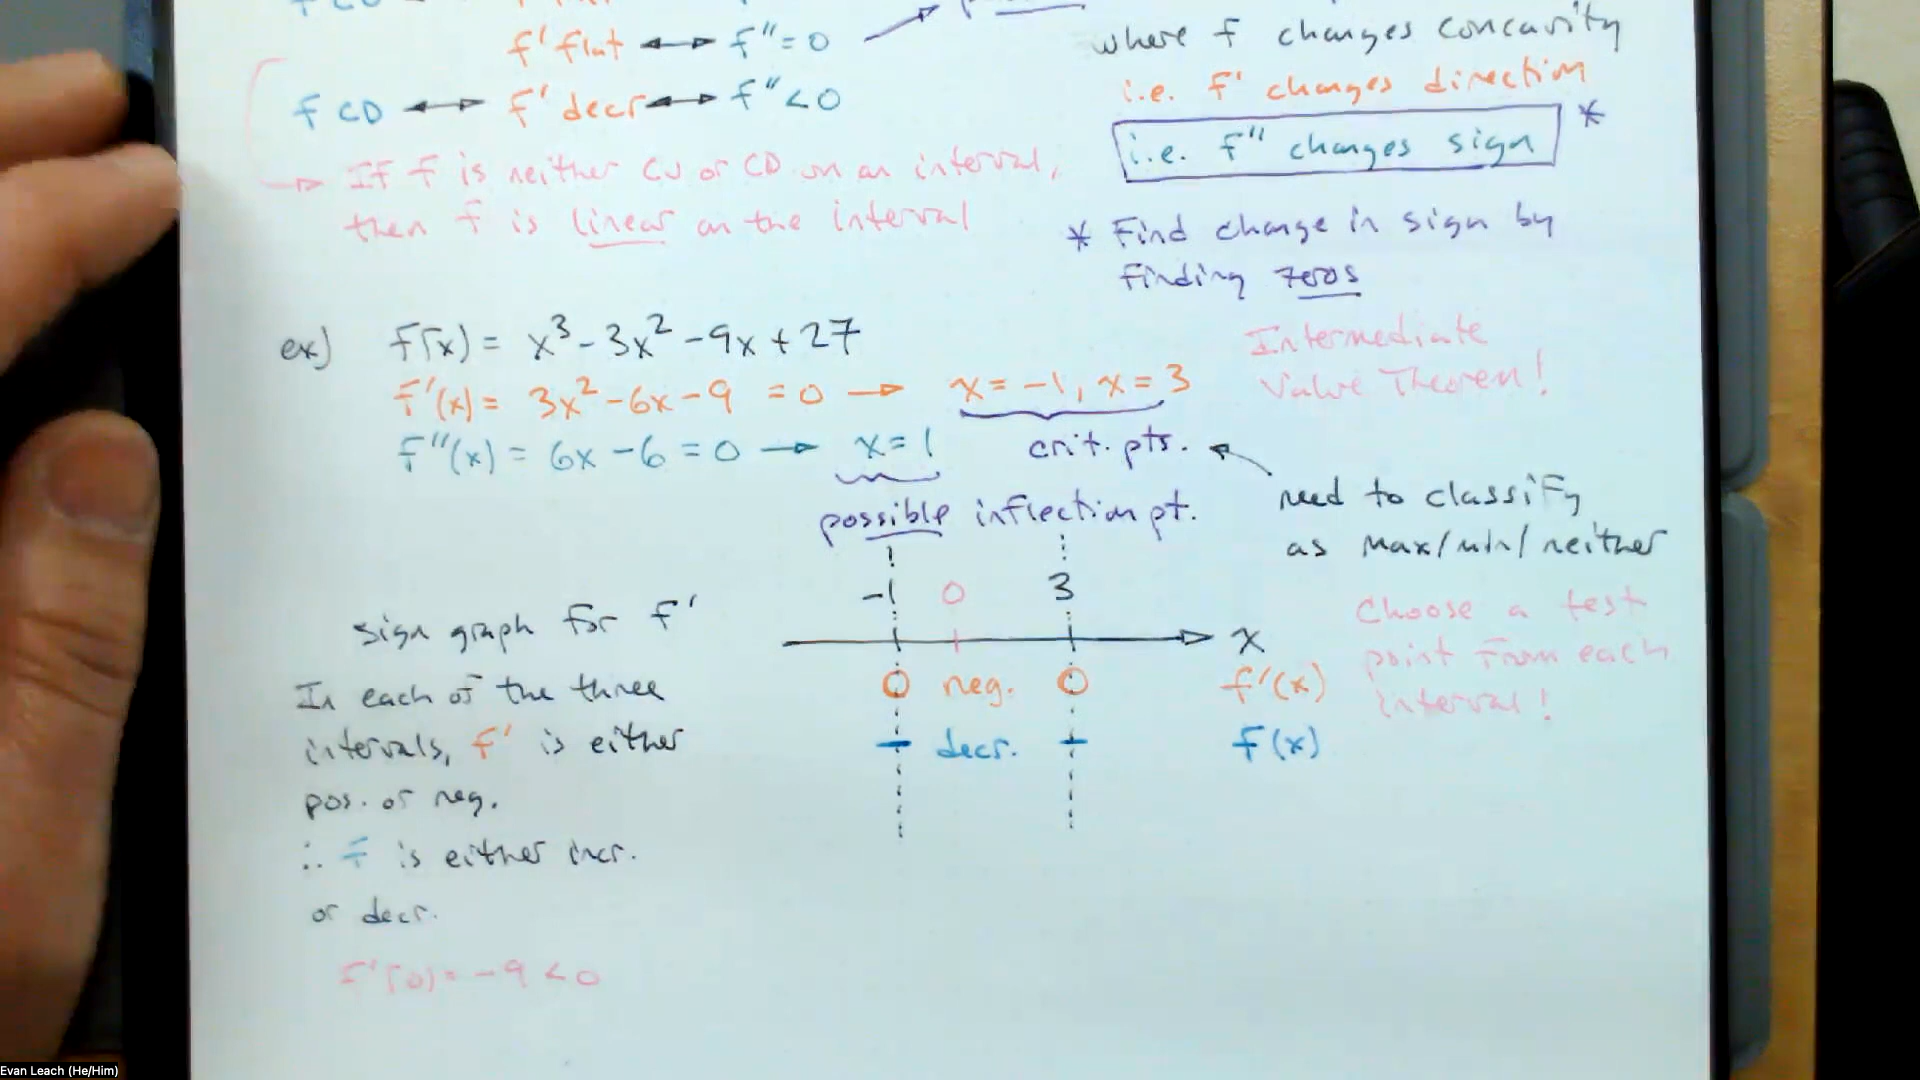 f' flat ↔ f'' = 0
f CD ↔ f' decr ↔ f'' < 0
→ If f is neither CU or CD on an interval,
then f is linear on the interval
where f changes concavity
i.e. f' changes direction
i.e. f'' changes sign *
* Find change in sign by
finding zeros
Intermediate
Value Theorem!
ex) f(x) = x³ - 3x² - 9x + 27
f'(x) = 3x² - 6x - 9 = 0 → x = -1, x = 3
f''(x) = 6x - 6 = 0 → x = 1
crit. pts.
possible inflection pt.
need to classify
as max/min/neither
-1 0 3
sign graph for f'
x
Choose a test
point from each
interval!
0 neg. 0 f'(x)
decr. f(x)
In each of the three
intervals, f' is either
pos. or neg.
∴ f is either incr.
or decr.
f'(0) = -9 < 0
Evan Leach (He/Him)